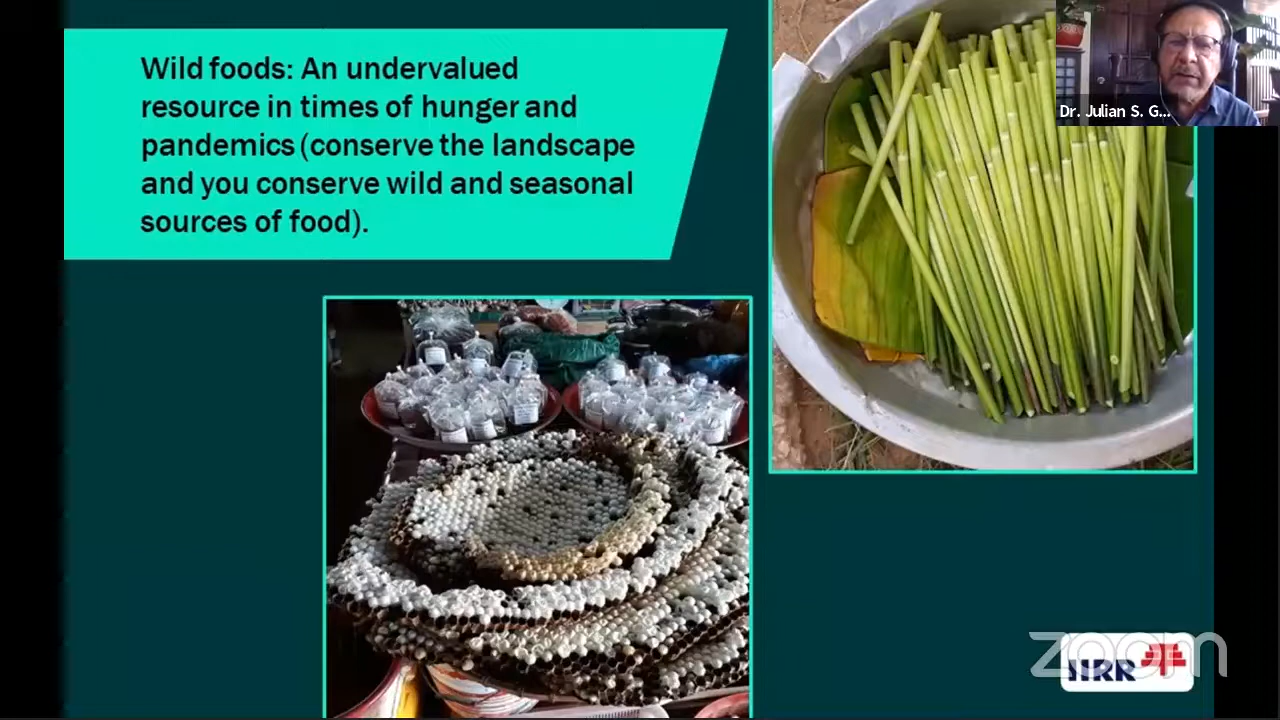 Wild foods: An undervalued
resource in times of hunger and
pandemics (conserve the landscape
and you conserve wild and seasonal
sources of food).
Dr. Julian S. G...
zoom
IIRR